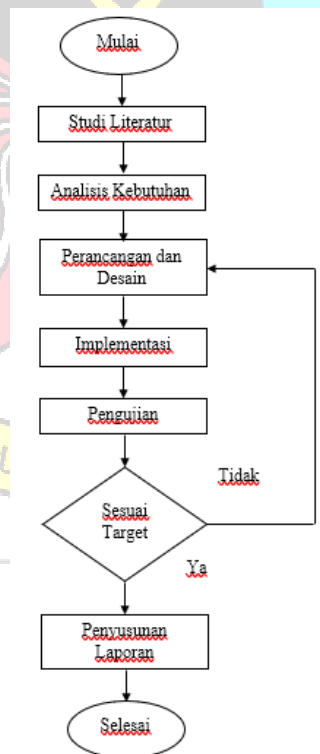 Mulai
Studi Literatur
Analisis Kebutuhan
Perancangan dan
Desain
Implementasi
Pengujian
Tidak
Sesuai
Target
Ya
Penyusunan
Laporan
Selesai